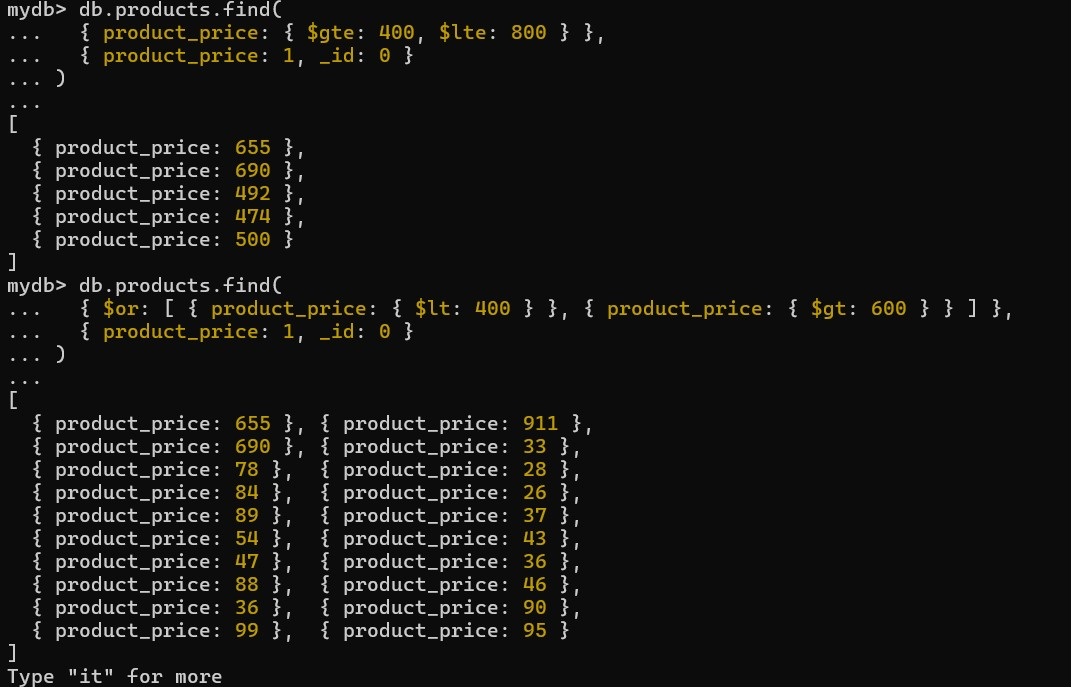 mydb> db.products.find(
...   { product_price: { $gte: 400, $lte: 800 } },
...   { product_price: 1, _id: 0 }
... )
...
[
  { product_price: 655 },
  { product_price: 690 },
  { product_price: 492 },
  { product_price: 474 },
  { product_price: 500 }
]
mydb> db.products.find(
...   { $or: [ { product_price: { $lt: 400 } }, { product_price: { $gt: 600 } } ] },
...   { product_price: 1, _id: 0 }
... )
...
[
  { product_price: 655 }, { product_price: 911 },
  { product_price: 690 }, { product_price: 33 },
  { product_price: 78 },  { product_price: 28 },
  { product_price: 84 },  { product_price: 26 },
  { product_price: 89 },  { product_price: 37 },
  { product_price: 54 },  { product_price: 43 },
  { product_price: 47 },  { product_price: 36 },
  { product_price: 88 },  { product_price: 46 },
  { product_price: 36 },  { product_price: 90 },
  { product_price: 99 },  { product_price: 95 }
]
Type "it" for more